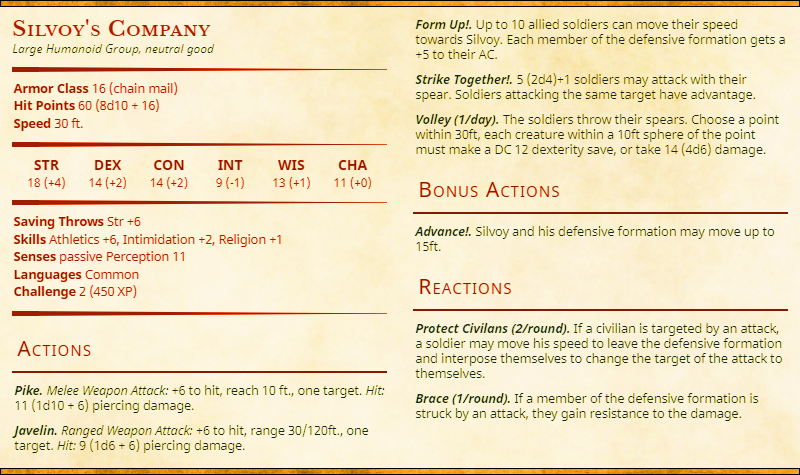 Silvoy's Company
Large Humanoid Group, neutral good
Armor Class 16 (chain mail)
Hit Points 60 (8d10 + 16)
Speed 30 ft.
STR DEX CON INT WIS CHA
18 (+4) 14 (+2) 14 (+2) 9 (-1) 13 (+1) 11 (+0)
Saving Throws Str +6
Skills Athletics +6, Intimidation +2, Religion +1
Senses passive Perception 11
Languages Common
Challenge 2 (450 XP)
Actions
Pike. Melee Weapon Attack: +6 to hit, reach 10 ft., one target. Hit:
11 (1d10 + 6) piercing damage.
Javelin. Ranged Weapon Attack: +6 to hit, range 30/120ft., one
target. Hit: 9 (1d6 + 6) piercing damage.
Form Up!. Up to 10 allied soldiers can move their speed
towards Silvoy. Each member of the defensive formation gets a
+5 to their AC.
Strike Together!. 5 (2d4)+1 soldiers may attack with their
spear. Soldiers attacking the same target have advantage.
Volley (1/day). The soldiers throw their spears. Choose a point
within 30ft, each creature within a 10ft sphere of the point
must make a DC 12 dexterity save, or take 14 (4d6) damage.
Bonus Actions
Advance!. Silvoy and his defensive formation may move up to
15ft.
Reactions
Protect Civilans (2/round). If a civilian is targeted by an attack,
a soldier may move his speed to leave the defensive formation
and interpose themselves to change the target of the attack to
themselves.
Brace (1/round). If a member of the defensive formation is
struck by an attack, they gain resistance to the damage.